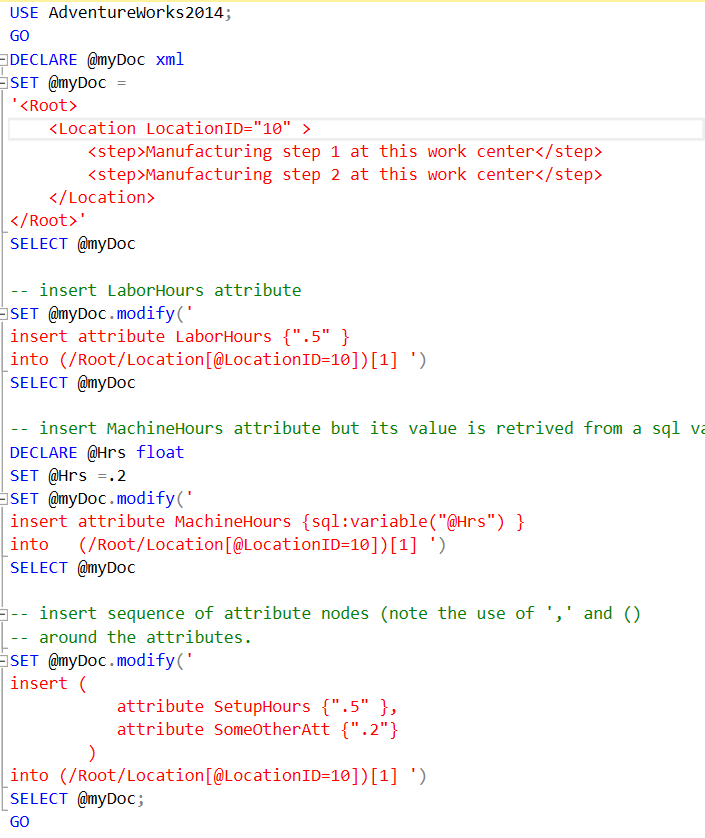 USE AdventureWorks2014;
GO
DECLARE @myDoc xml
SET @myDoc =
'<Root>
    <Location LocationID="10" >
        <step>Manufacturing step 1 at this work center</step>
        <step>Manufacturing step 2 at this work center</step>
    </Location>
</Root>'
SELECT @myDoc

-- insert LaborHours attribute
SET @myDoc.modify('
insert attribute LaborHours {".5" }
into (/Root/Location[@LocationID=10])[1] ')
SELECT @myDoc

-- insert MachineHours attribute but its value is retrived from a sql va
DECLARE @Hrs float
SET @Hrs =.2
SET @myDoc.modify('
insert attribute MachineHours {sql:variable("@Hrs") }
into   (/Root/Location[@LocationID=10])[1] ')
SELECT @myDoc

-- insert sequence of attribute nodes (note the use of ',' and ()
-- around the attributes.
SET @myDoc.modify('
insert (
           attribute SetupHours {".5" },
           attribute SomeOtherAtt {".2"}
        )
into (/Root/Location[@LocationID=10])[1] ')
SELECT @myDoc;
GO